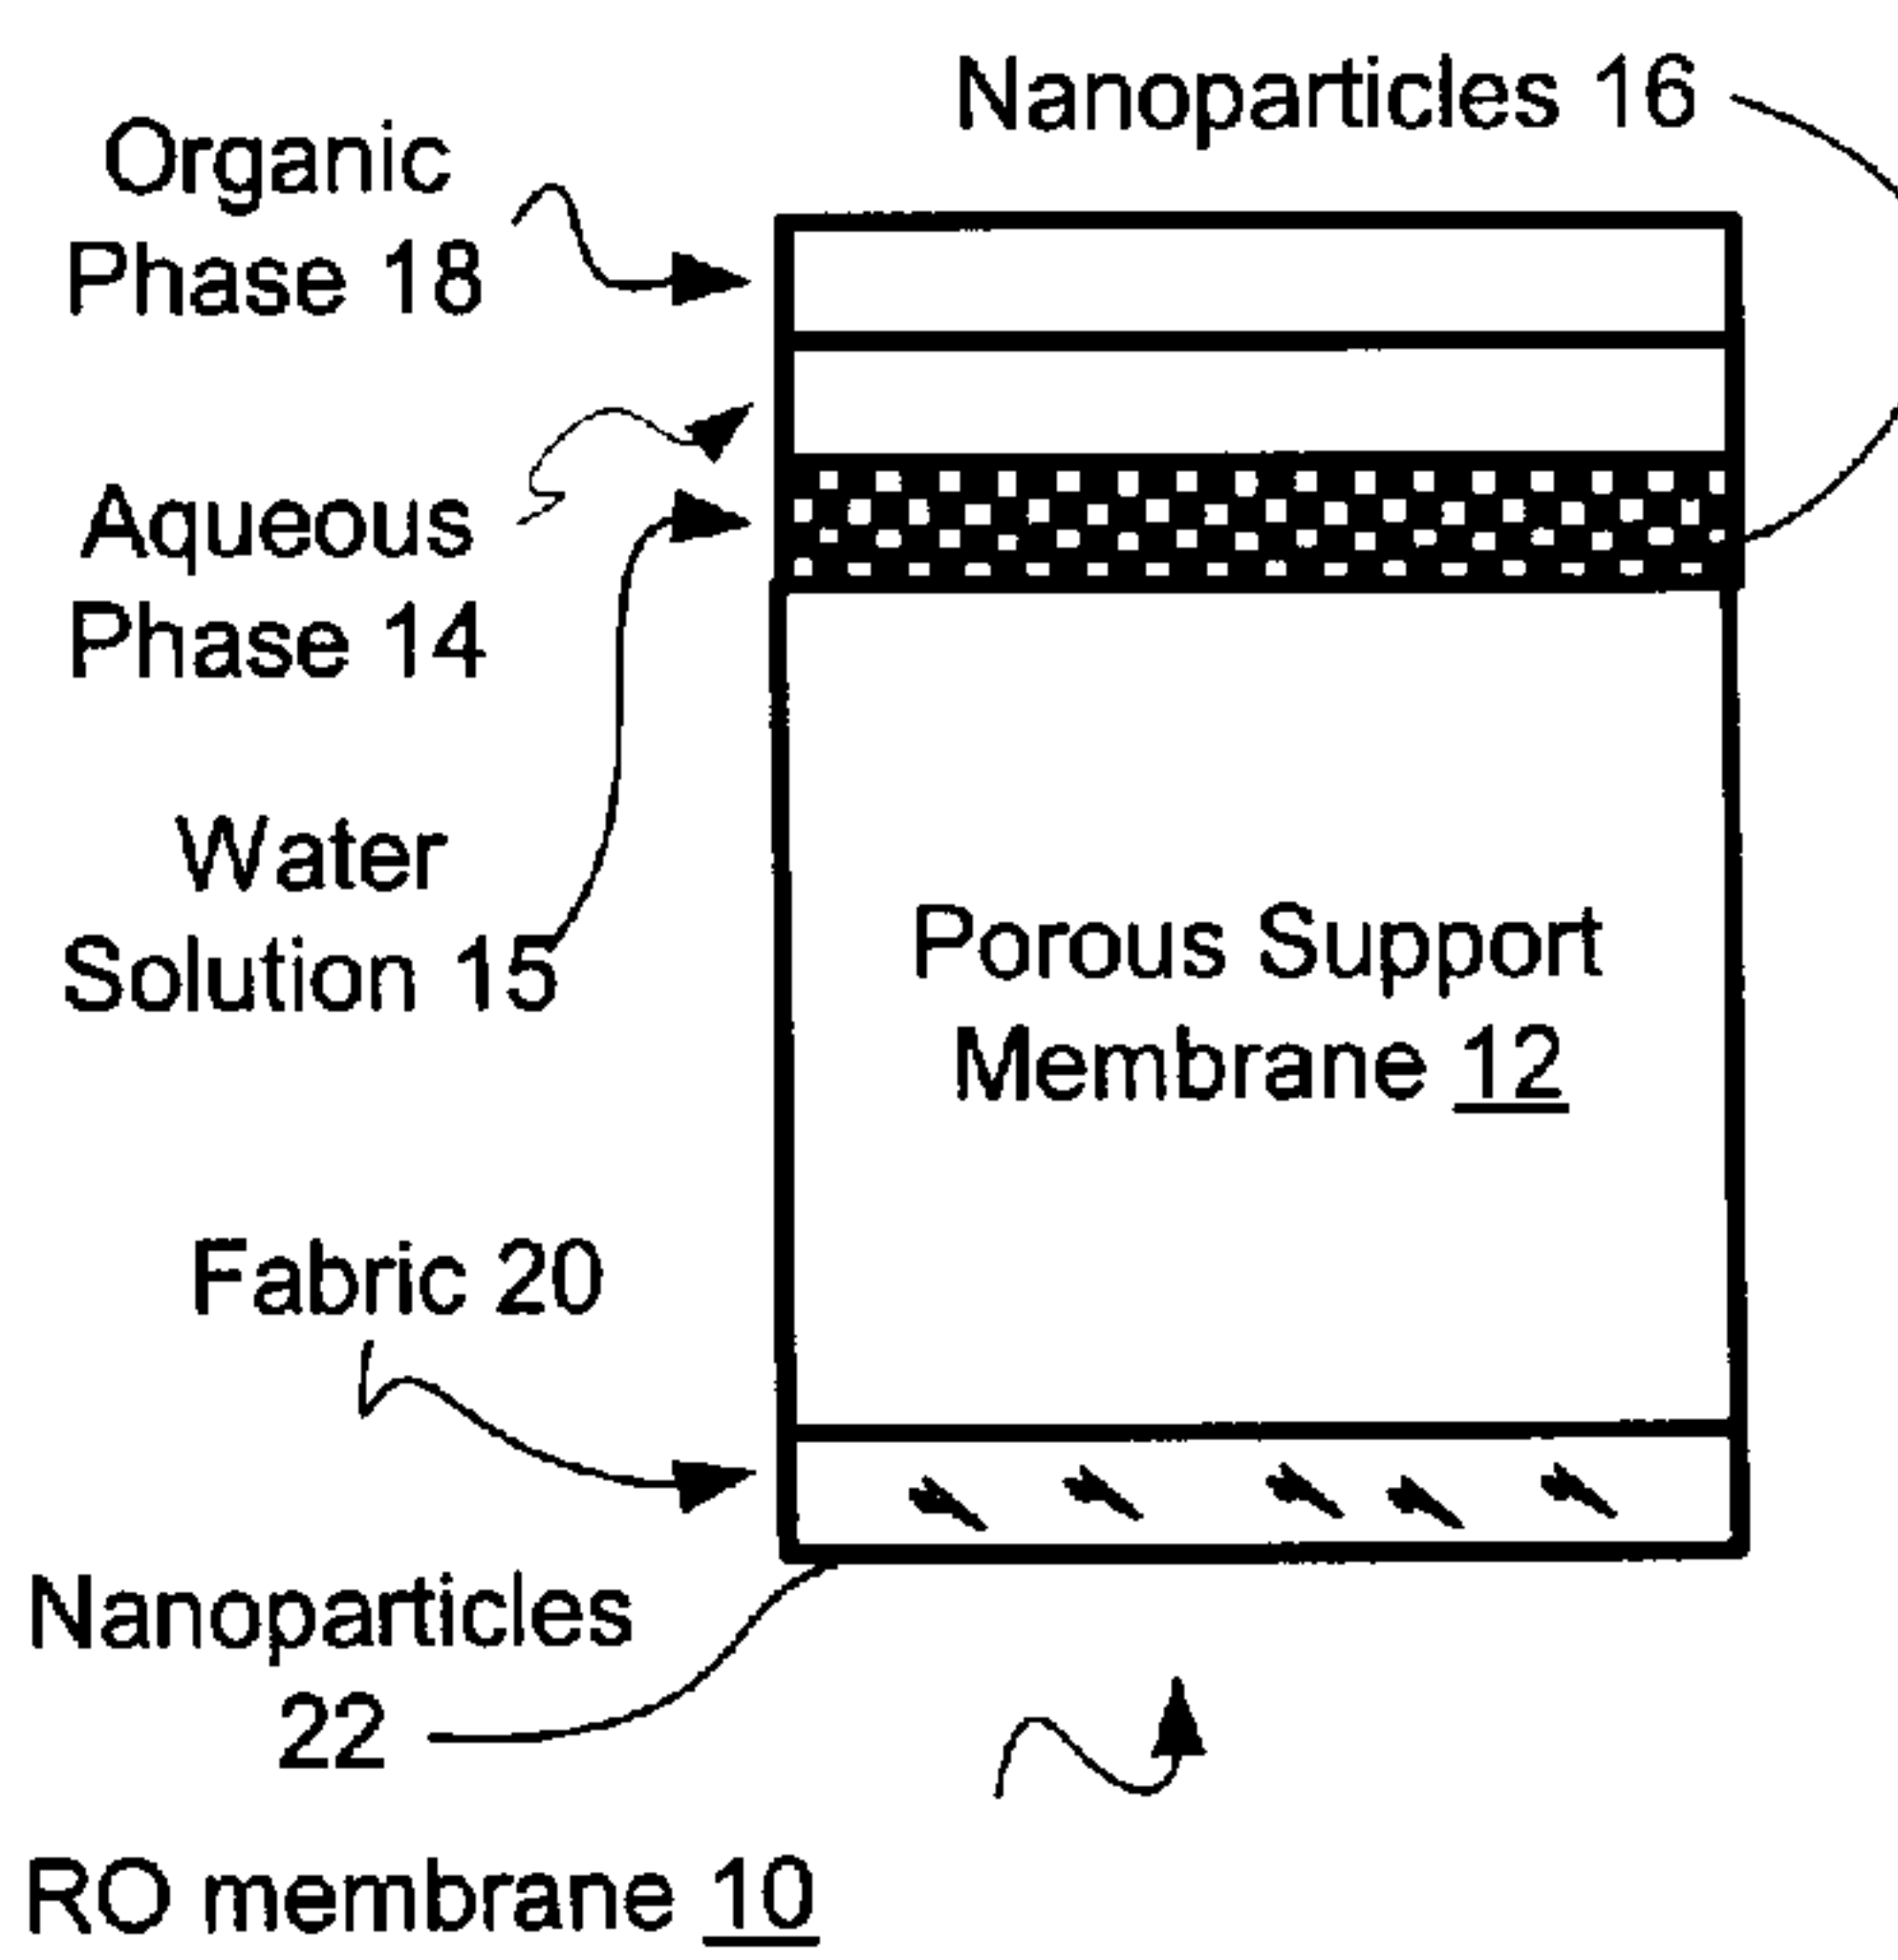 Nanoparticles 16
Organic
Phase 18
Aqueous
Phase 14
Water
Solution 15
Porous Support
Membrane 12
Fabric 20
Nanoparticles
22
RO membrane 10